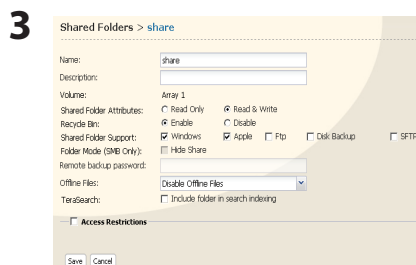 3
Shared Folders > share
Name: share
Description:
Volume: Array 1
Shared Folder Attributes: Read Only Read & Write
Recycle Bin: Enable Disable
Shared Folder Support: Windows Apple Ftp Disk Backup SFTP
Folder Mode (SMB Only): Hide Share
Remote backup password:
Offline Files: Disable Offline Files
TeraSearch: Include folder in search indexing
Access Restrictions
Save Cancel